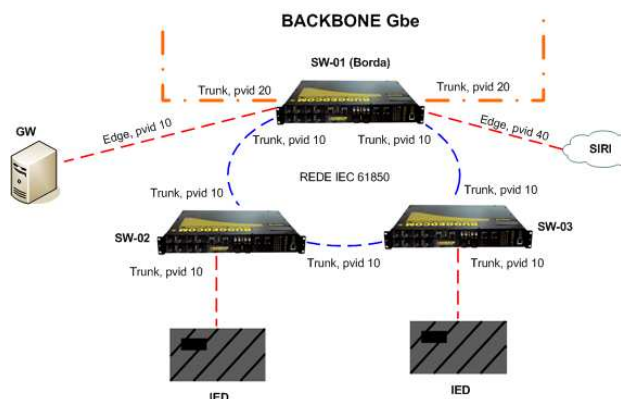 BACKBONE Gbe
SW-01 (Borda)
Trunk, pvid 20
Trunk, pvid 20
GW
Edge, pvid 10
Edge, pvid 40
Trunk, pvid 10
Trunk, pvid 10
SIRI
REDE IEC 61850
Trunk, pvid 10
Trunk, pvid 10
SW-02
SW-03
Trunk, pvid 10
Trunk, pvid 10
Trunk, pvid 10
IED
IED